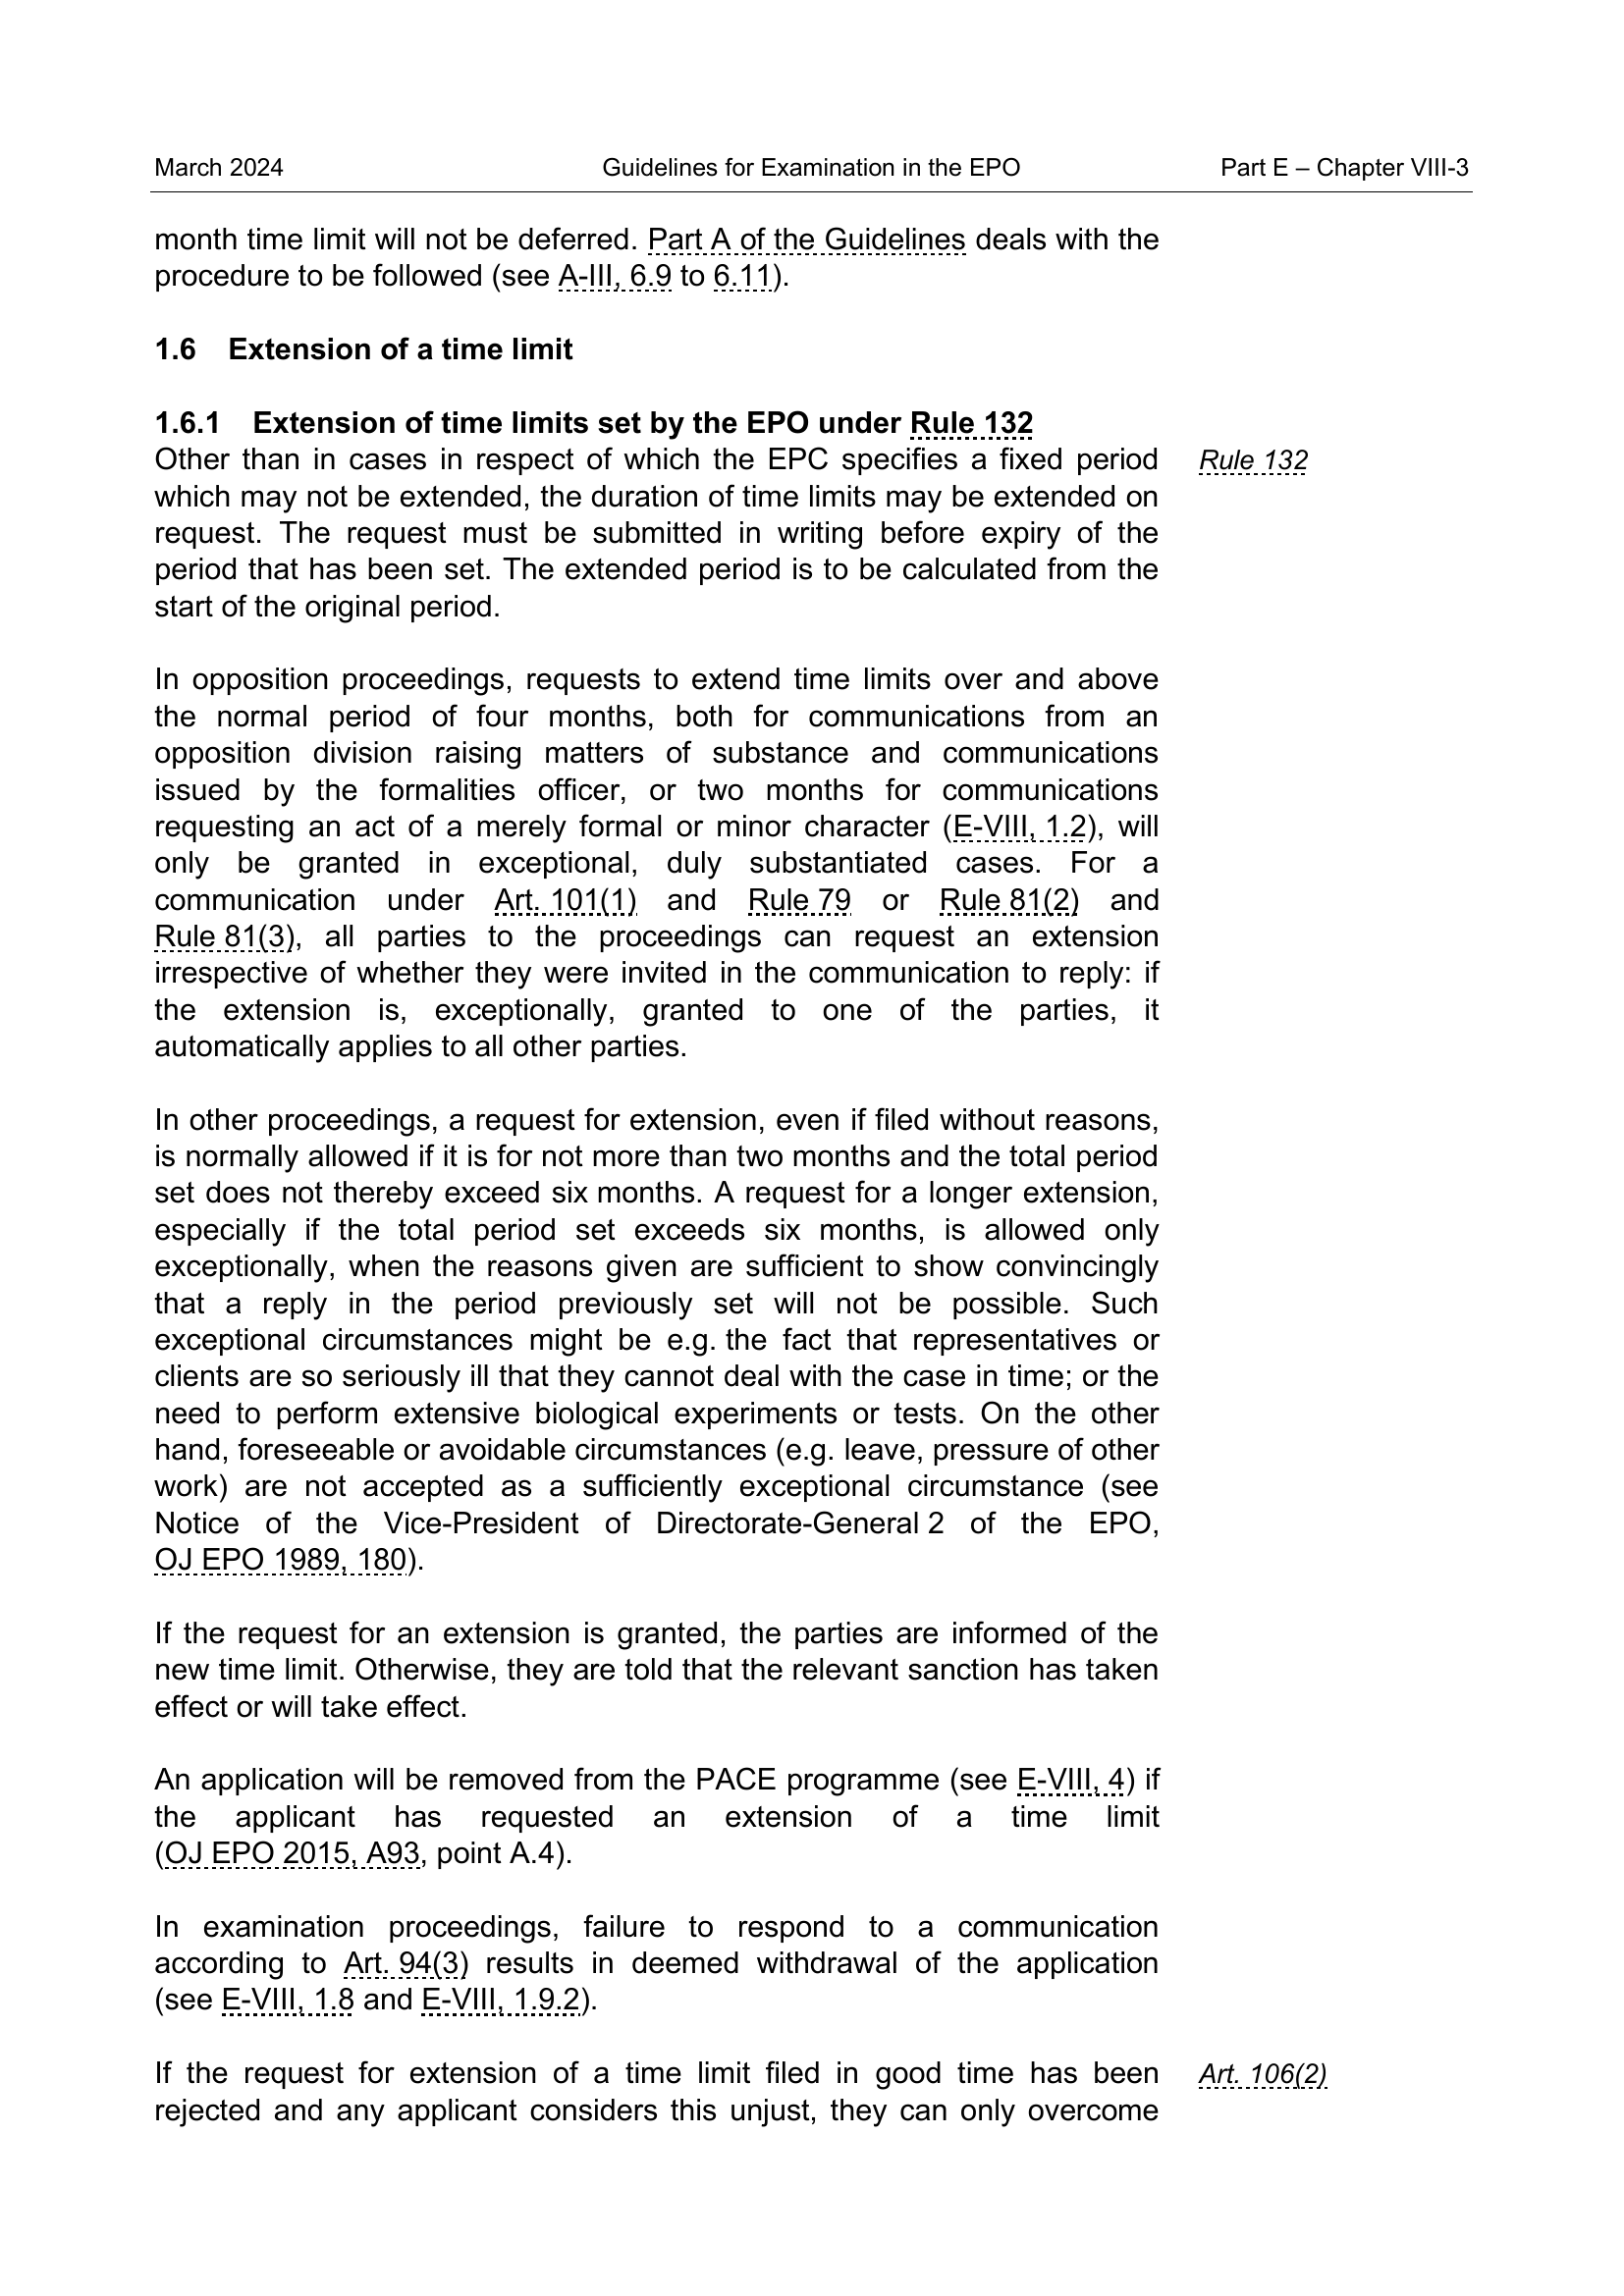 March 2024 Guidelines for Examination in the EPO Part E – Chapter VIII-3
month time limit will not be deferred. Part A of the Guidelines deals with the
procedure to be followed (see A-III, 6.9 to 6.11).
1.6 Extension of a time limit
1.6.1 Extension of time limits set by the EPO under Rule 132
Other than in cases in respect of which the EPC specifies a fixed period Rule 132
which may not be extended, the duration of time limits may be extended on
request. The request must be submitted in writing before expiry of the
period that has been set. The extended period is to be calculated from the
start of the original period.
In opposition proceedings, requests to extend time limits over and above
the normal period of four months, both for communications from an
opposition division raising matters of substance and communications
issued by the formalities officer, or two months for communications
requesting an act of a merely formal or minor character (E-VIII, 1.2), will
only be granted in exceptional, duly substantiated cases. For a
communication under Art. 101(1) and Rule 79 or Rule 81(2) and
Rule 81(3), all parties to the proceedings can request an extension
irrespective of whether they were invited in the communication to reply: if
the extension is, exceptionally, granted to one of the parties, it
automatically applies to all other parties.
In other proceedings, a request for extension, even if filed without reasons,
is normally allowed if it is for not more than two months and the total period
set does not thereby exceed six months. A request for a longer extension,
especially if the total period set exceeds six months, is allowed only
exceptionally, when the reasons given are sufficient to show convincingly
that a reply in the period previously set will not be possible. Such
exceptional circumstances might be e.g. the fact that representatives or
clients are so seriously ill that they cannot deal with the case in time; or the
need to perform extensive biological experiments or tests. On the other
hand, foreseeable or avoidable circumstances (e.g. leave, pressure of other
work) are not accepted as a sufficiently exceptional circumstance (see
Notice of the Vice-President of Directorate-General 2 of the EPO,
OJ EPO 1989, 180).
If the request for an extension is granted, the parties are informed of the
new time limit. Otherwise, they are told that the relevant sanction has taken
effect or will take effect.
An application will be removed from the PACE programme (see E-VIII, 4) if
the applicant has requested an extension of a time limit
(OJ EPO 2015, A93, point A.4).
In examination proceedings, failure to respond to a communication
according to Art. 94(3) results in deemed withdrawal of the application
(see E-VIII, 1.8 and E-VIII, 1.9.2).
If the request for extension of a time limit filed in good time has been Art. 106(2)
rejected and any applicant considers this unjust, they can only overcome